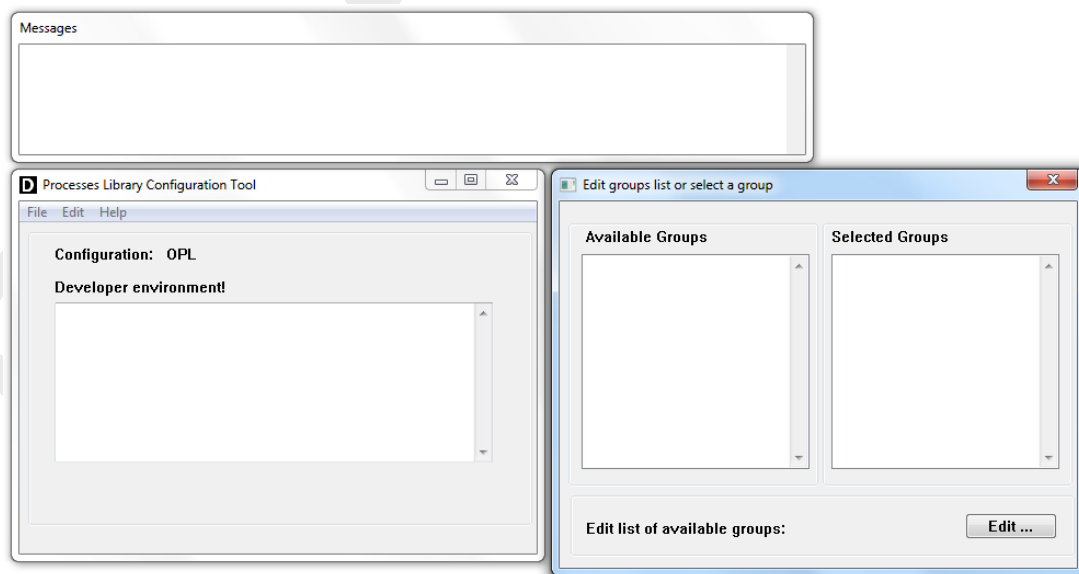 Messages
D Processes Library Configuration Tool
File Edit Help
Configuration: OPL
Developer environment!
Edit groups list or select a group
Available Groups
Selected Groups
Edit list of available groups:
Edit ...